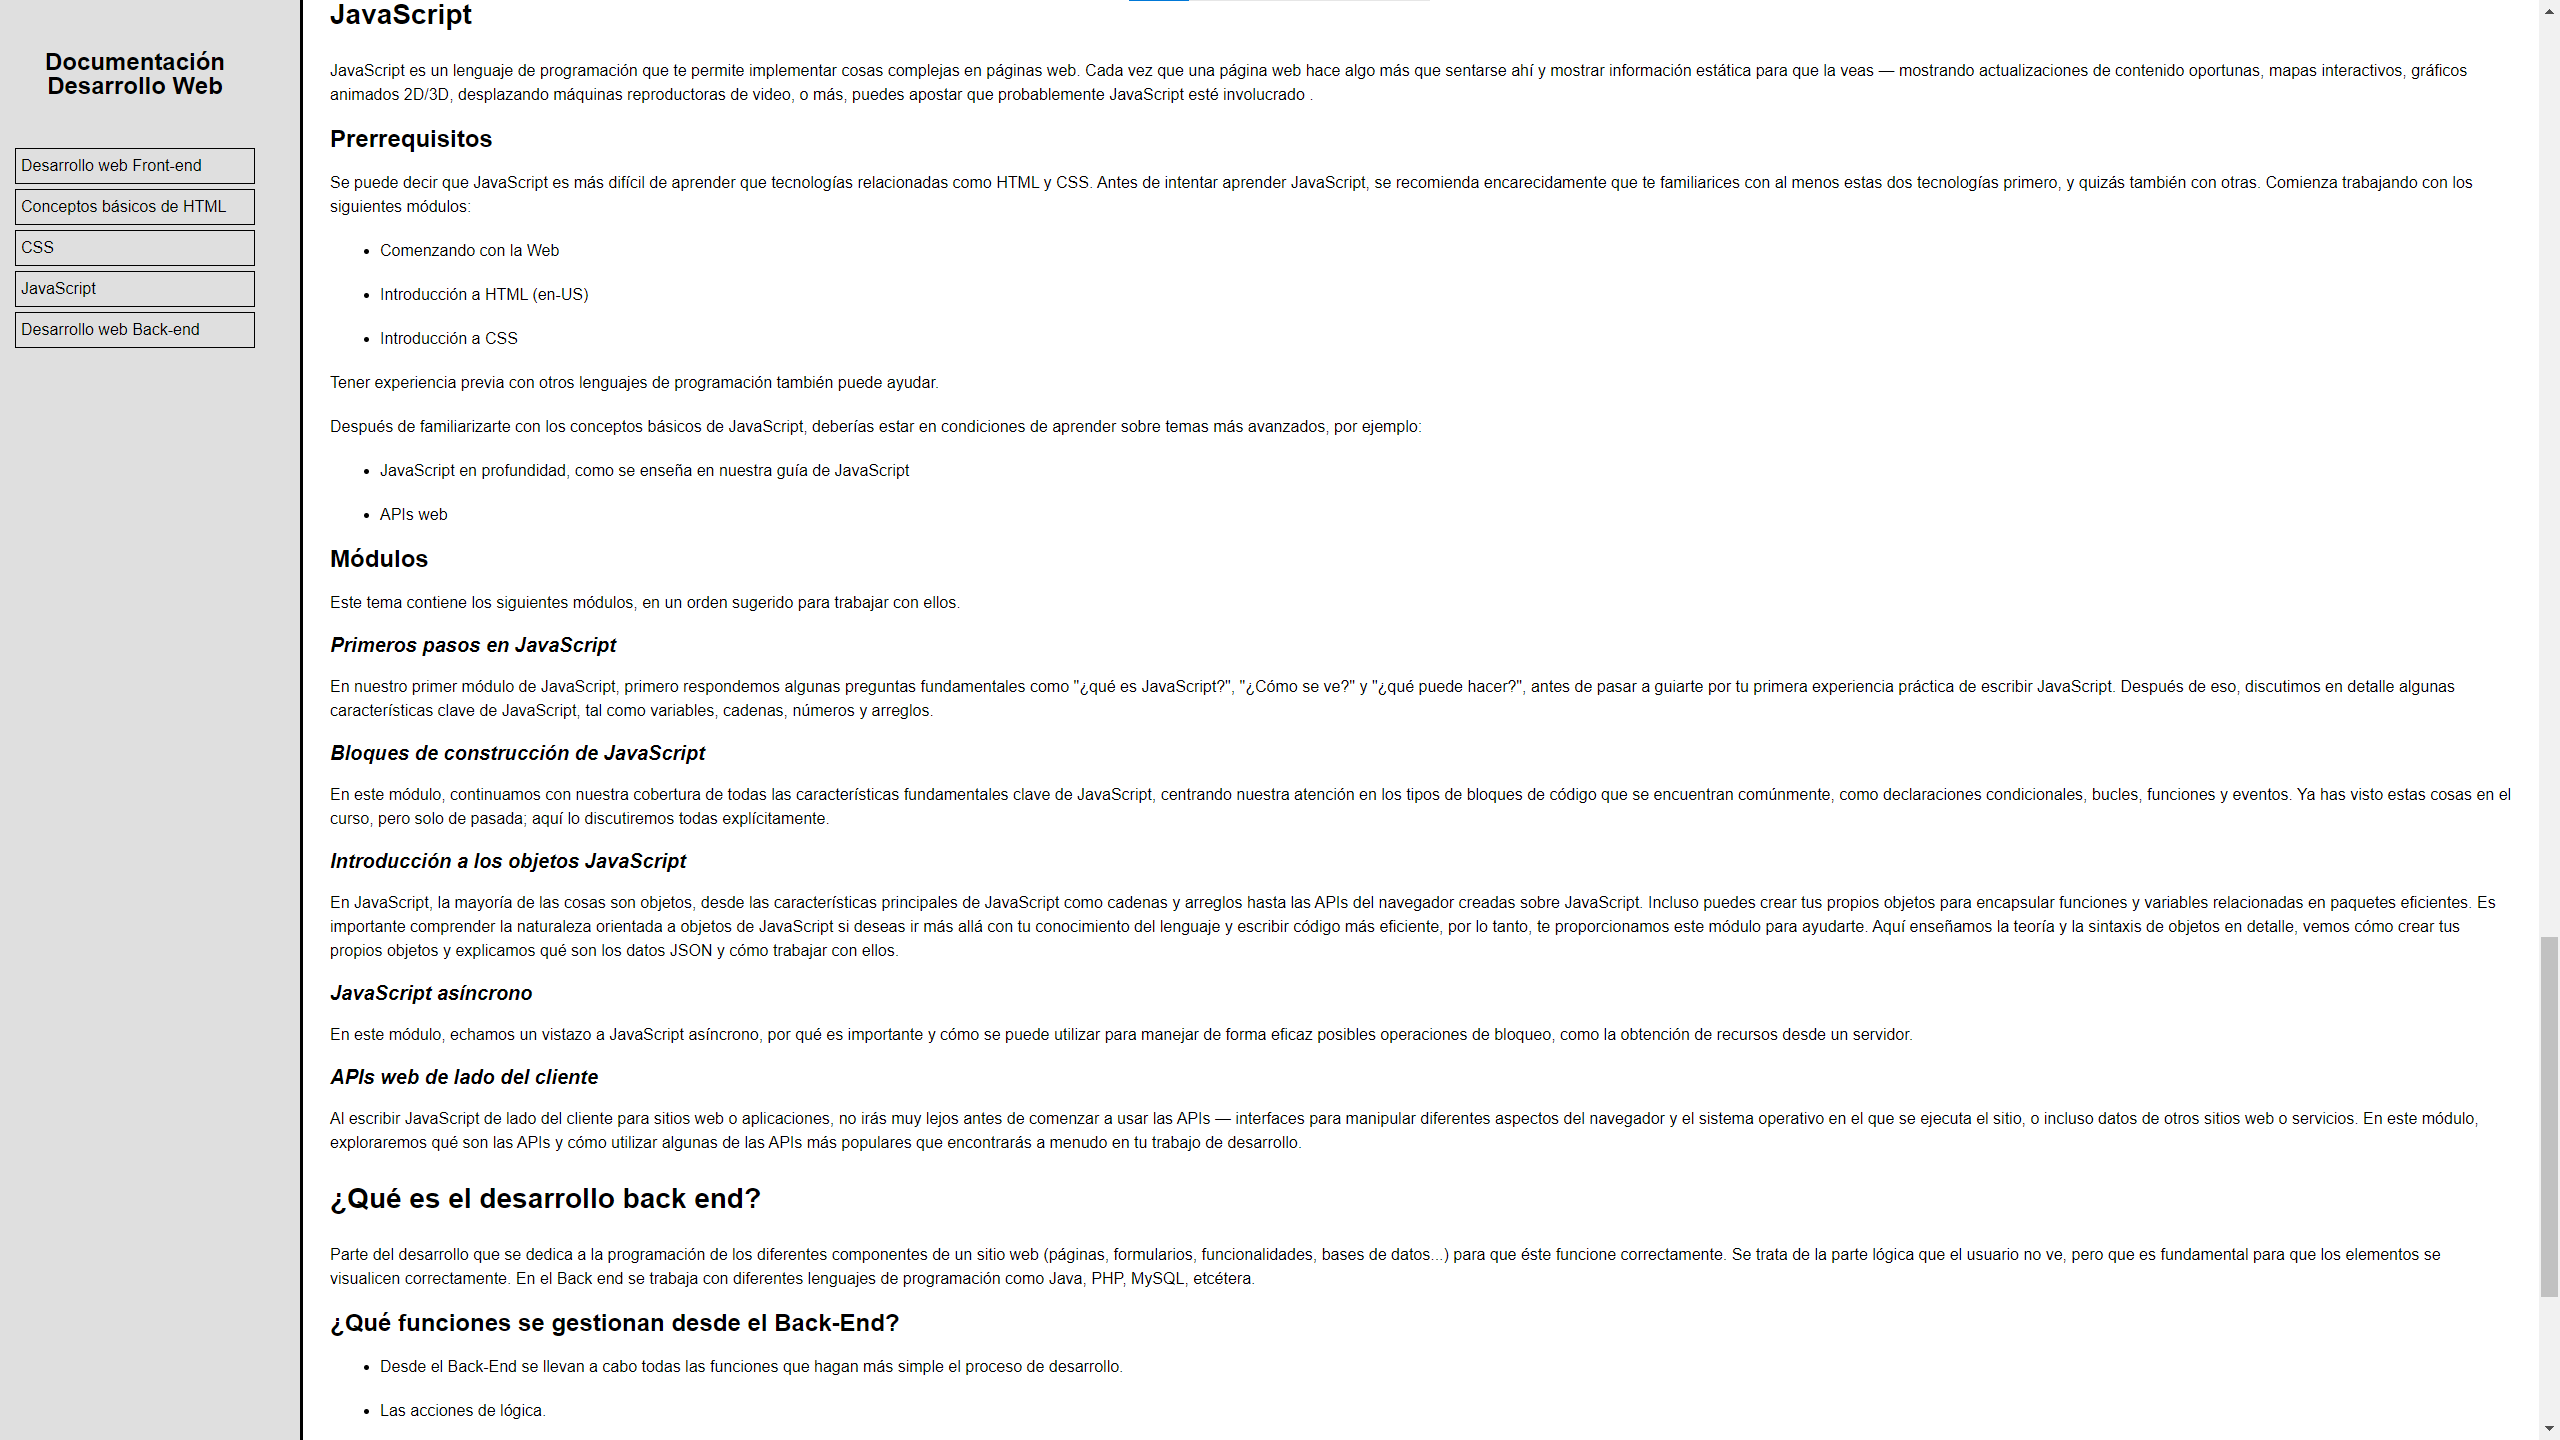 Documentación
Desarrollo Web
Desarrollo web Front-end
Conceptos básicos de HTML
CSS
JavaScript
Desarrollo web Back-end
JavaScript
JavaScript es un lenguaje de programación que te permite implementar cosas complejas en páginas web. Cada vez que una página web hace algo más que sentarse ahí y mostrar información estática para que la veas — mostrando actualizaciones de contenido oportunas, mapas interactivos, gráficos
animados 2D/3D, desplazando máquinas reproductoras de video, o más, puedes apostar que probablemente JavaScript esté involucrado .
Prerrequisitos
Se puede decir que JavaScript es más difícil de aprender que tecnologías relacionadas como HTML y CSS. Antes de intentar aprender JavaScript, se recomienda encarecidamente que te familiarices con al menos estas dos tecnologías primero, y quizás también con otras. Comienza trabajando con los
siguientes módulos:
• Comenzando con la Web
• Introducción a HTML (en-US)
• Introducción a CSS
Tener experiencia previa con otros lenguajes de programación también puede ayudar.
Después de familiarizarte con los conceptos básicos de JavaScript, deberías estar en condiciones de aprender sobre temas más avanzados, por ejemplo:
• JavaScript en profundidad, como se enseña en nuestra guía de JavaScript
• APIs web
Módulos
Este tema contiene los siguientes módulos, en un orden sugerido para trabajar con ellos.
Primeros pasos en JavaScript
En nuestro primer módulo de JavaScript, primero respondemos algunas preguntas fundamentales como "¿qué es JavaScript?", "¿Cómo se ve?" y "¿qué puede hacer?", antes de pasar a guiarte por tu primera experiencia práctica de escribir JavaScript. Después de eso, discutimos en detalle algunas
características clave de JavaScript, tal como variables, cadenas, números y arreglos.
Bloques de construcción de JavaScript
En este módulo, continuamos con nuestra cobertura de todas las características fundamentales clave de JavaScript, centrando nuestra atención en los tipos de bloques de código que se encuentran comúnmente, como declaraciones condicionales, bucles, funciones y eventos. Ya has visto estas cosas en el
curso, pero solo de pasada; aquí lo discutiremos todas explícitamente.
Introducción a los objetos JavaScript
En JavaScript, la mayoría de las cosas son objetos, desde las características principales de JavaScript como cadenas y arreglos hasta las APIs del navegador creadas sobre JavaScript. Incluso puedes crear tus propios objetos para encapsular funciones y variables relacionadas en paquetes eficientes. Es
importante comprender la naturaleza orientada a objetos de JavaScript si deseas ir más allá con tu conocimiento del lenguaje y escribir código más eficiente, por lo tanto, te proporcionamos este módulo para ayudarte. Aquí enseñamos la teoría y la sintaxis de objetos en detalle, vemos cómo crear tus
propios objetos y explicamos qué son los datos JSON y cómo trabajar con ellos.
JavaScript asíncrono
En este módulo, echamos un vistazo a JavaScript asíncrono, por qué es importante y cómo se puede utilizar para manejar de forma eficaz posibles operaciones de bloqueo, como la obtención de recursos desde un servidor.
APIs web de lado del cliente
Al escribir JavaScript de lado del cliente para sitios web o aplicaciones, no irás muy lejos antes de comenzar a usar las APIs — interfaces para manipular diferentes aspectos del navegador y el sistema operativo en el que se ejecuta el sitio, o incluso datos de otros sitios web o servicios. En este módulo,
exploraremos qué son las APIs y cómo utilizar algunas de las APIs más populares que encontrarás a menudo en tu trabajo de desarrollo.
¿Qué es el desarrollo back end?
Parte del desarrollo que se dedica a la programación de los diferentes componentes de un sitio web (páginas, formularios, funcionalidades, bases de datos...) para que éste funcione correctamente. Se trata de la parte lógica que el usuario no ve, pero que es fundamental para que los elementos se
visualicen correctamente. En el Back end se trabaja con diferentes lenguajes de programación como Java, PHP, MySQL, etcétera.
¿Qué funciones se gestionan desde el Back-End?
• Desde el Back-End se llevan a cabo todas las funciones que hagan más simple el proceso de desarrollo.
• Las acciones de lógica.